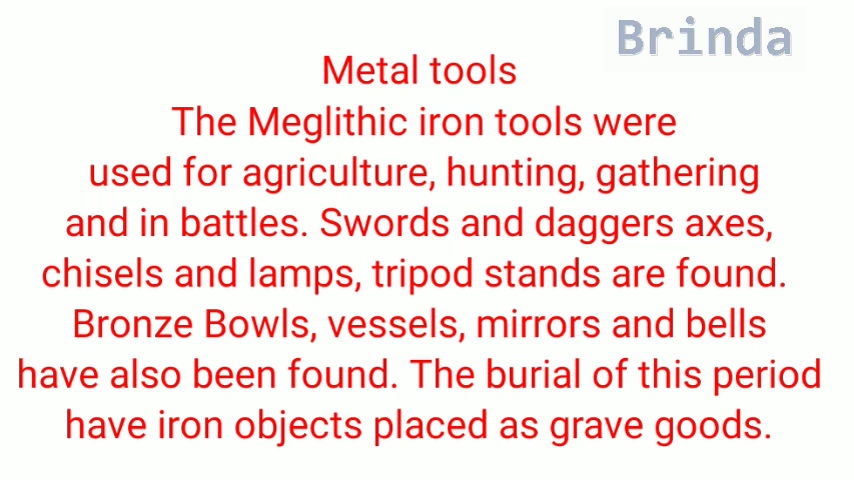 Brinda
Metal tools
The Meglithic iron tools were
used for agriculture, hunting, gathering
and in battles. Swords and daggers axes,
chisels and lamps, tripod stands are found.
Bronze Bowls, vessels, mirrors and bells
have also been found. The burial of this period
have iron objects placed as grave goods.